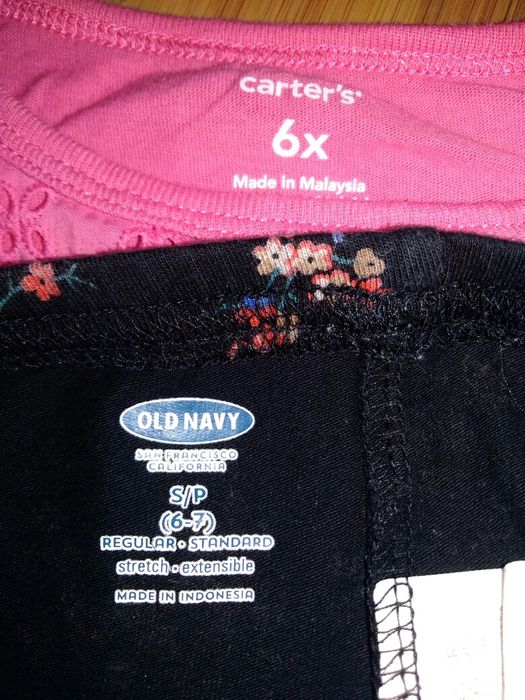 carter's
6x
Made in Malaysia
OLD NAVY
SAN FRANCISCO
CALIFORNIA
S/P
(6-7)
REGULAR • STANDARD
stretch • extensible
MADE IN INDONESIA